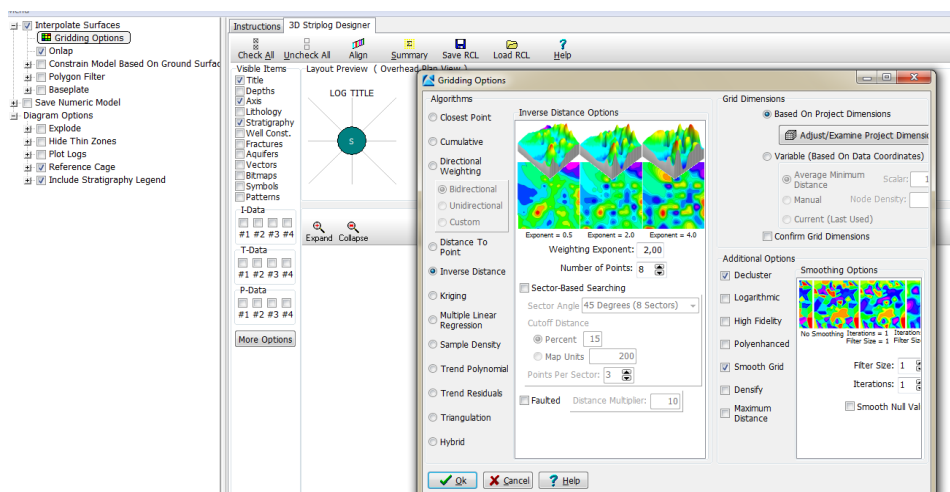 Interpolate Surfaces
Gridding Options
Onlap
Constrain Model Based On Ground Surfac
Polygon Filter
Baseplate
Save Numeric Model
Diagram Options
Explode
Hide Thin Zones
Plot Logs
Reference Cage
Include Stratigraphy Legend
Instructions 3D Striplog Designer
Check All Uncheck All Align Summary Save RCL Load RCL Help
Visible Items
Title
Depths
Axis
Lithology
Stratigraphy
Well Const.
Fractures
Aquifers
Vectors
Bitmaps
Symbols
Patterns
I-Data
#1 #2 #3 #4
T-Data
#1 #2 #3 #4
P-Data
#1 #2 #3 #4
More Options
Layout Preview ( Overhead Plan View )
LOG TITLE
S
Expand Collapse
Gridding Options
Algorithms
Closest Point
Cumulative
Directional
Weighting
Bidirectional
Unidirectional
Custom
Distance To
Point
Inverse Distance
Kriging
Multiple Linear
Regression
Sample Density
Trend Polynomial
Trend Residuals
Triangulation
Hybrid
Inverse Distance Options
Exponent = 0.5 Exponent = 2.0 Exponent = 4.0
Weighting Exponent: 2,00
Number of Points: 8
Sector-Based Searching
Sector Angle 45 Degrees (8 Sectors)
Cutoff Distance
Percent 15
Map Units 200
Points Per Sector: 3
Faulted Distance Multiplier: 10
Grid Dimensions
Based On Project Dimensions
Adjust/Examine Project Dimensio
Variable (Based On Data Coordinates)
Average Minimum
Distance Scalar: 1
Manual Node Density:
Current (Last Used)
Confirm Grid Dimensions
Additional Options
Decluster
Logarithmic
High Fidelity
Polyenhanced
Smooth Grid
Densify
Maximum
Distance
Smoothing Options
No Smoothing Iterations = 1 Iteration
Filter Size = 1 Filter Siz
Filter Size: 1
Iterations: 1
Smooth Null Val
Ok Cancel Help